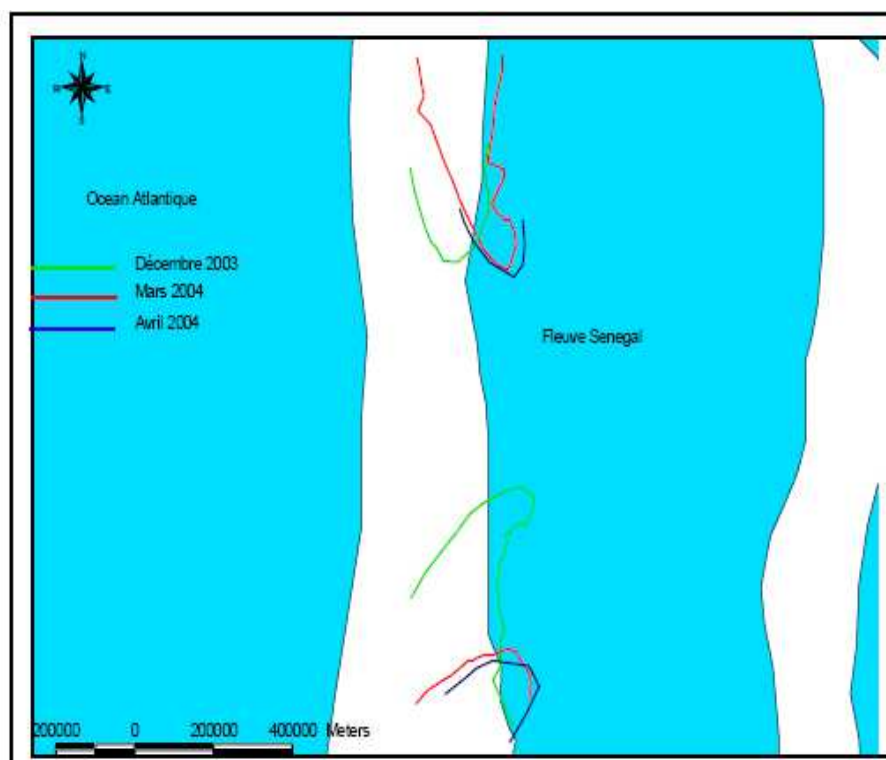 N
S
Ocean Atlantique
Décembre 2003
Mars 2004
Avril 2004
Fleuve Senegal
200000 0 200000 400000 Meters